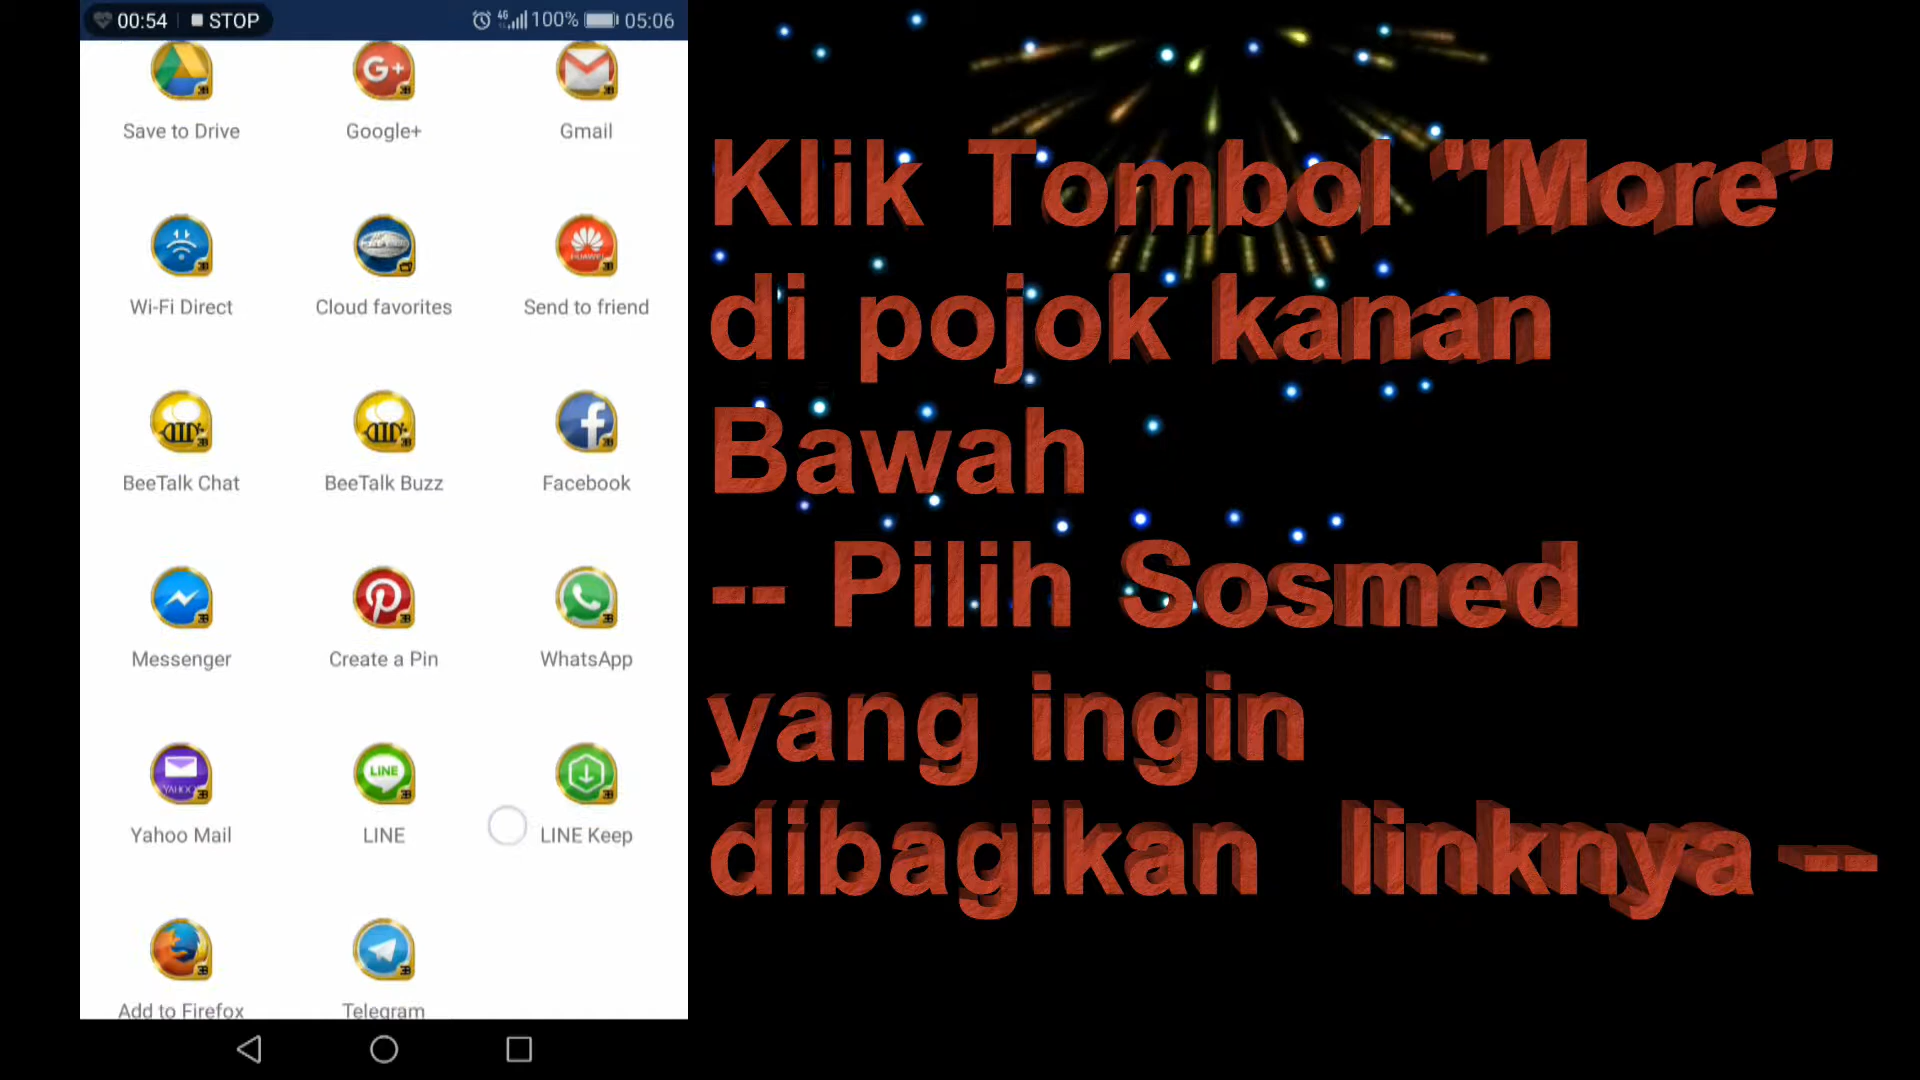 00:54 STOP 4G 100% 05:06
Save to Drive Google+ Gmail
Wi-Fi Direct Cloud favorites Send to friend
BeeTalk Chat BeeTalk Buzz Facebook
Messenger Create a Pin WhatsApp
Yahoo Mail LINE LINE Keep
Add to Firefox Telegram
Klik Tombol "More"
di pojok kanan
Bawah
-- Pilih Sosmed
yang ingin
dibagikan linknya --